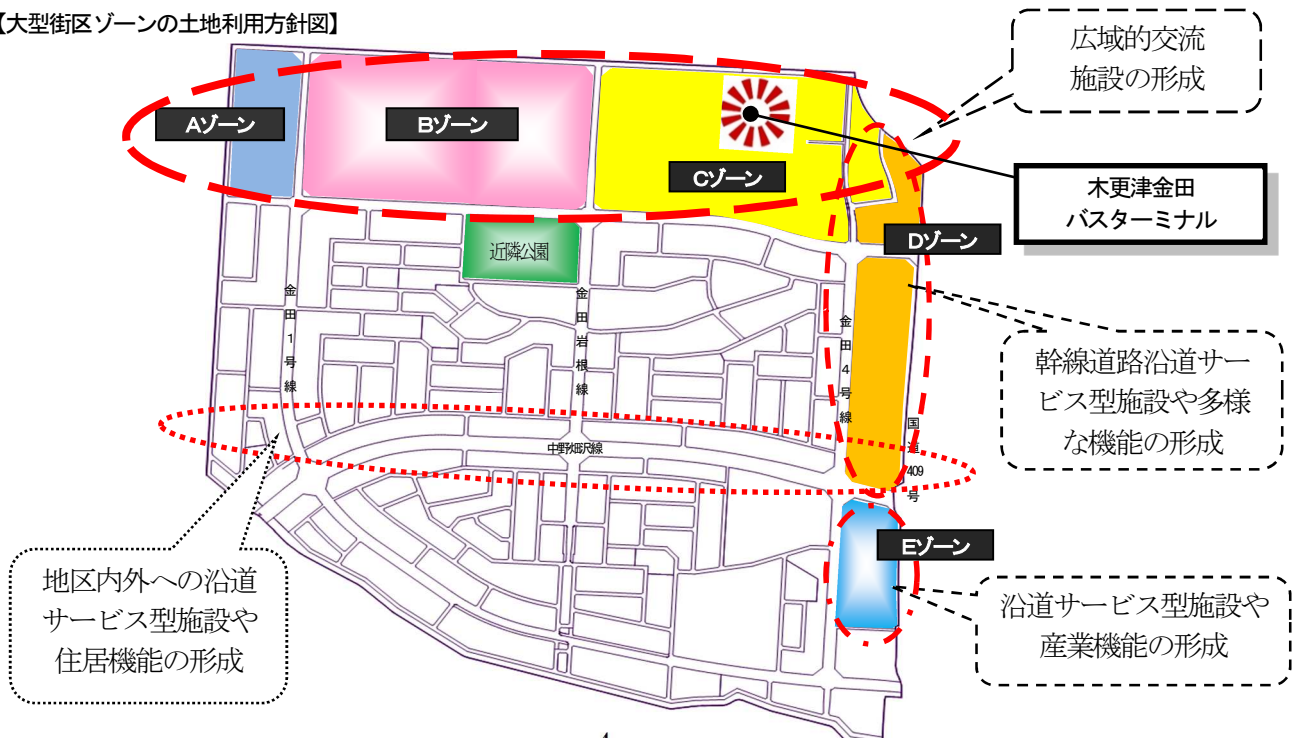 【大型街区ゾーンの土地利用方針図】
広域的交流
施設の形成
Aゾーン
Bゾーン
Cゾーン
木更津金田
バスターミナル
Dゾーン
近隣公園
金田1号線
金田岩根線
金田4号線
幹線道路沿道サー
ビス型施設や多様
な機能の形成
国道409号
中野畑沢線
Eゾーン
地区内外への沿道
サービス型施設や
住居機能の形成
沿道サービス型施設や
産業機能の形成